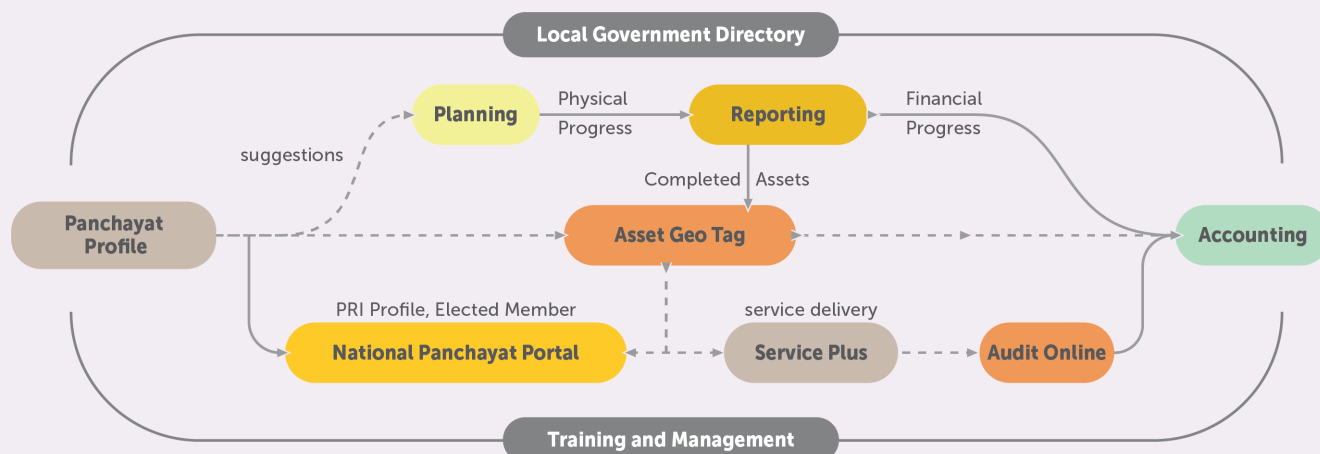 Local Government Directory
Planning
Physical
Progress
Reporting
Financial
Progress
suggestions
Completed Assets
Panchayat
Profile
Asset Geo Tag
Accounting
PRI Profile, Elected Member
service delivery
National Panchayat Portal
Service Plus
Audit Online
Training and Management